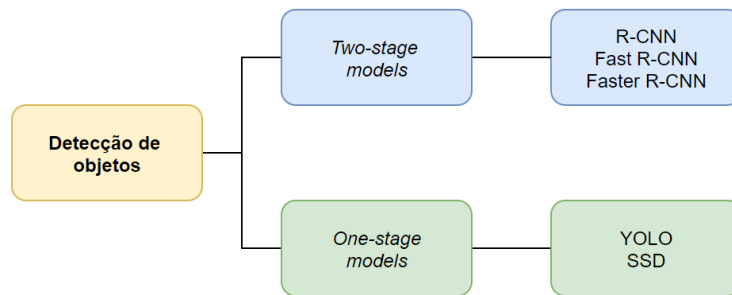 Detecção de
objetos
Two-stage
models
R-CNN
Fast R-CNN
Faster R-CNN
One-stage
models
YOLO
SSD